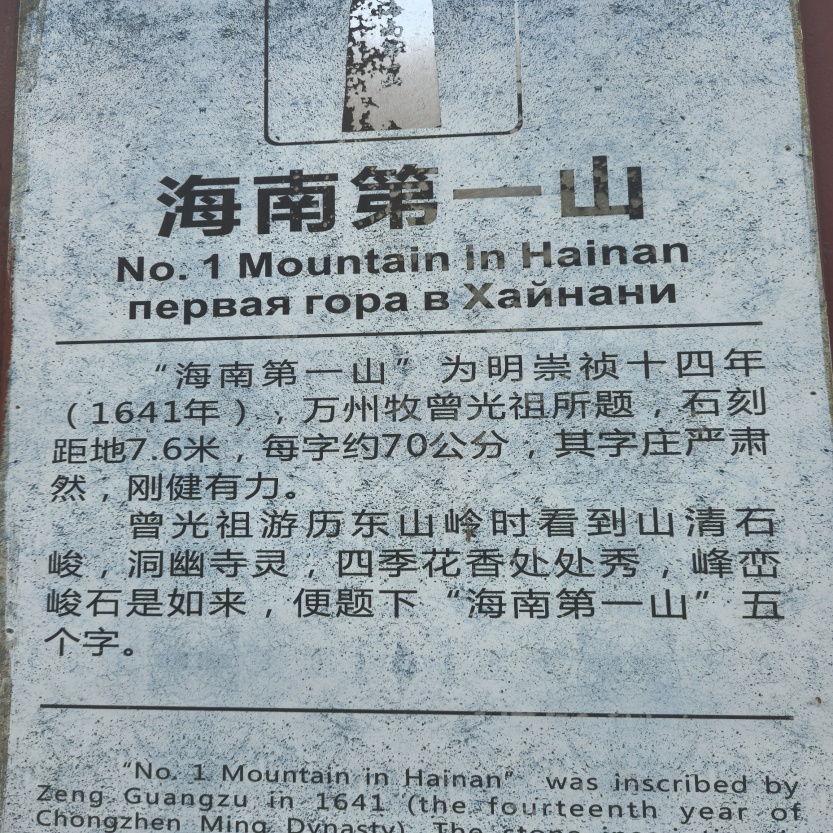 海南第一山
No. 1 Mountain in Hainan
первая гора в Хайнани
“海南第一山”为明崇祯十四年
（1641年），万州牧曾光祖所题，石刻
距地7.6米，每字约70公分，其字庄严肃
然，刚健有力。
曾光祖游历东山岭时看到山清石
峻，洞幽寺灵，四季花香处处秀，峰峦
峻石是如来，便题下“海南第一山”五
个字。
“No. 1 Mountain in Hainan” was inscribed by
Zeng Guangzu in 1641 (the fourteenth year of
Chongzhen Ming Dynasty). The stone